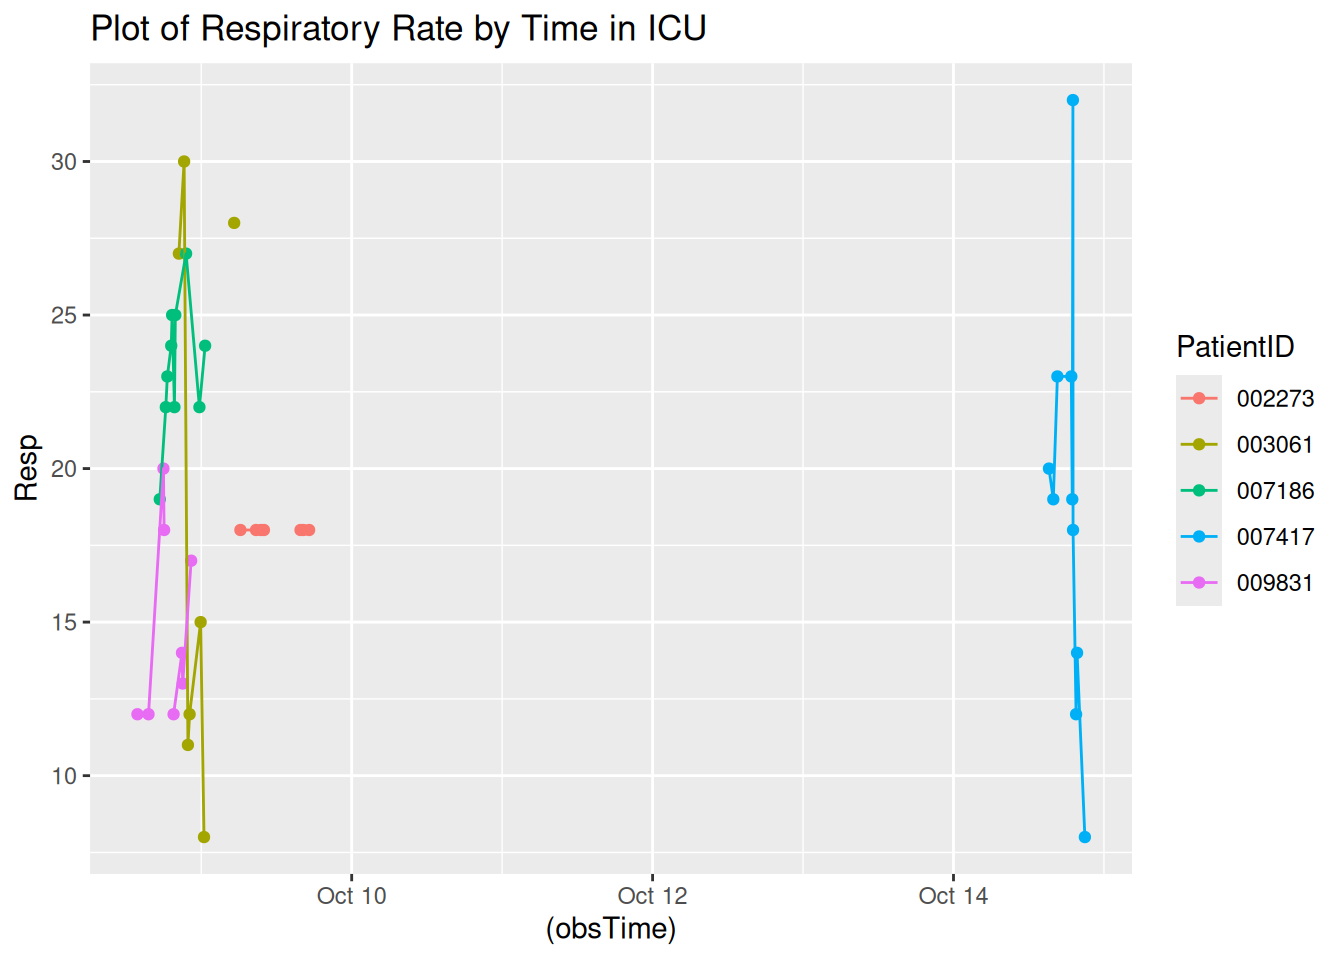 Plot of Respiratory Rate by Time in ICU
Resp
30
25
20
15
10
Oct 10
Oct 12
Oct 14
(obsTime)
PatientID
002273
003061
007186
007417
009831